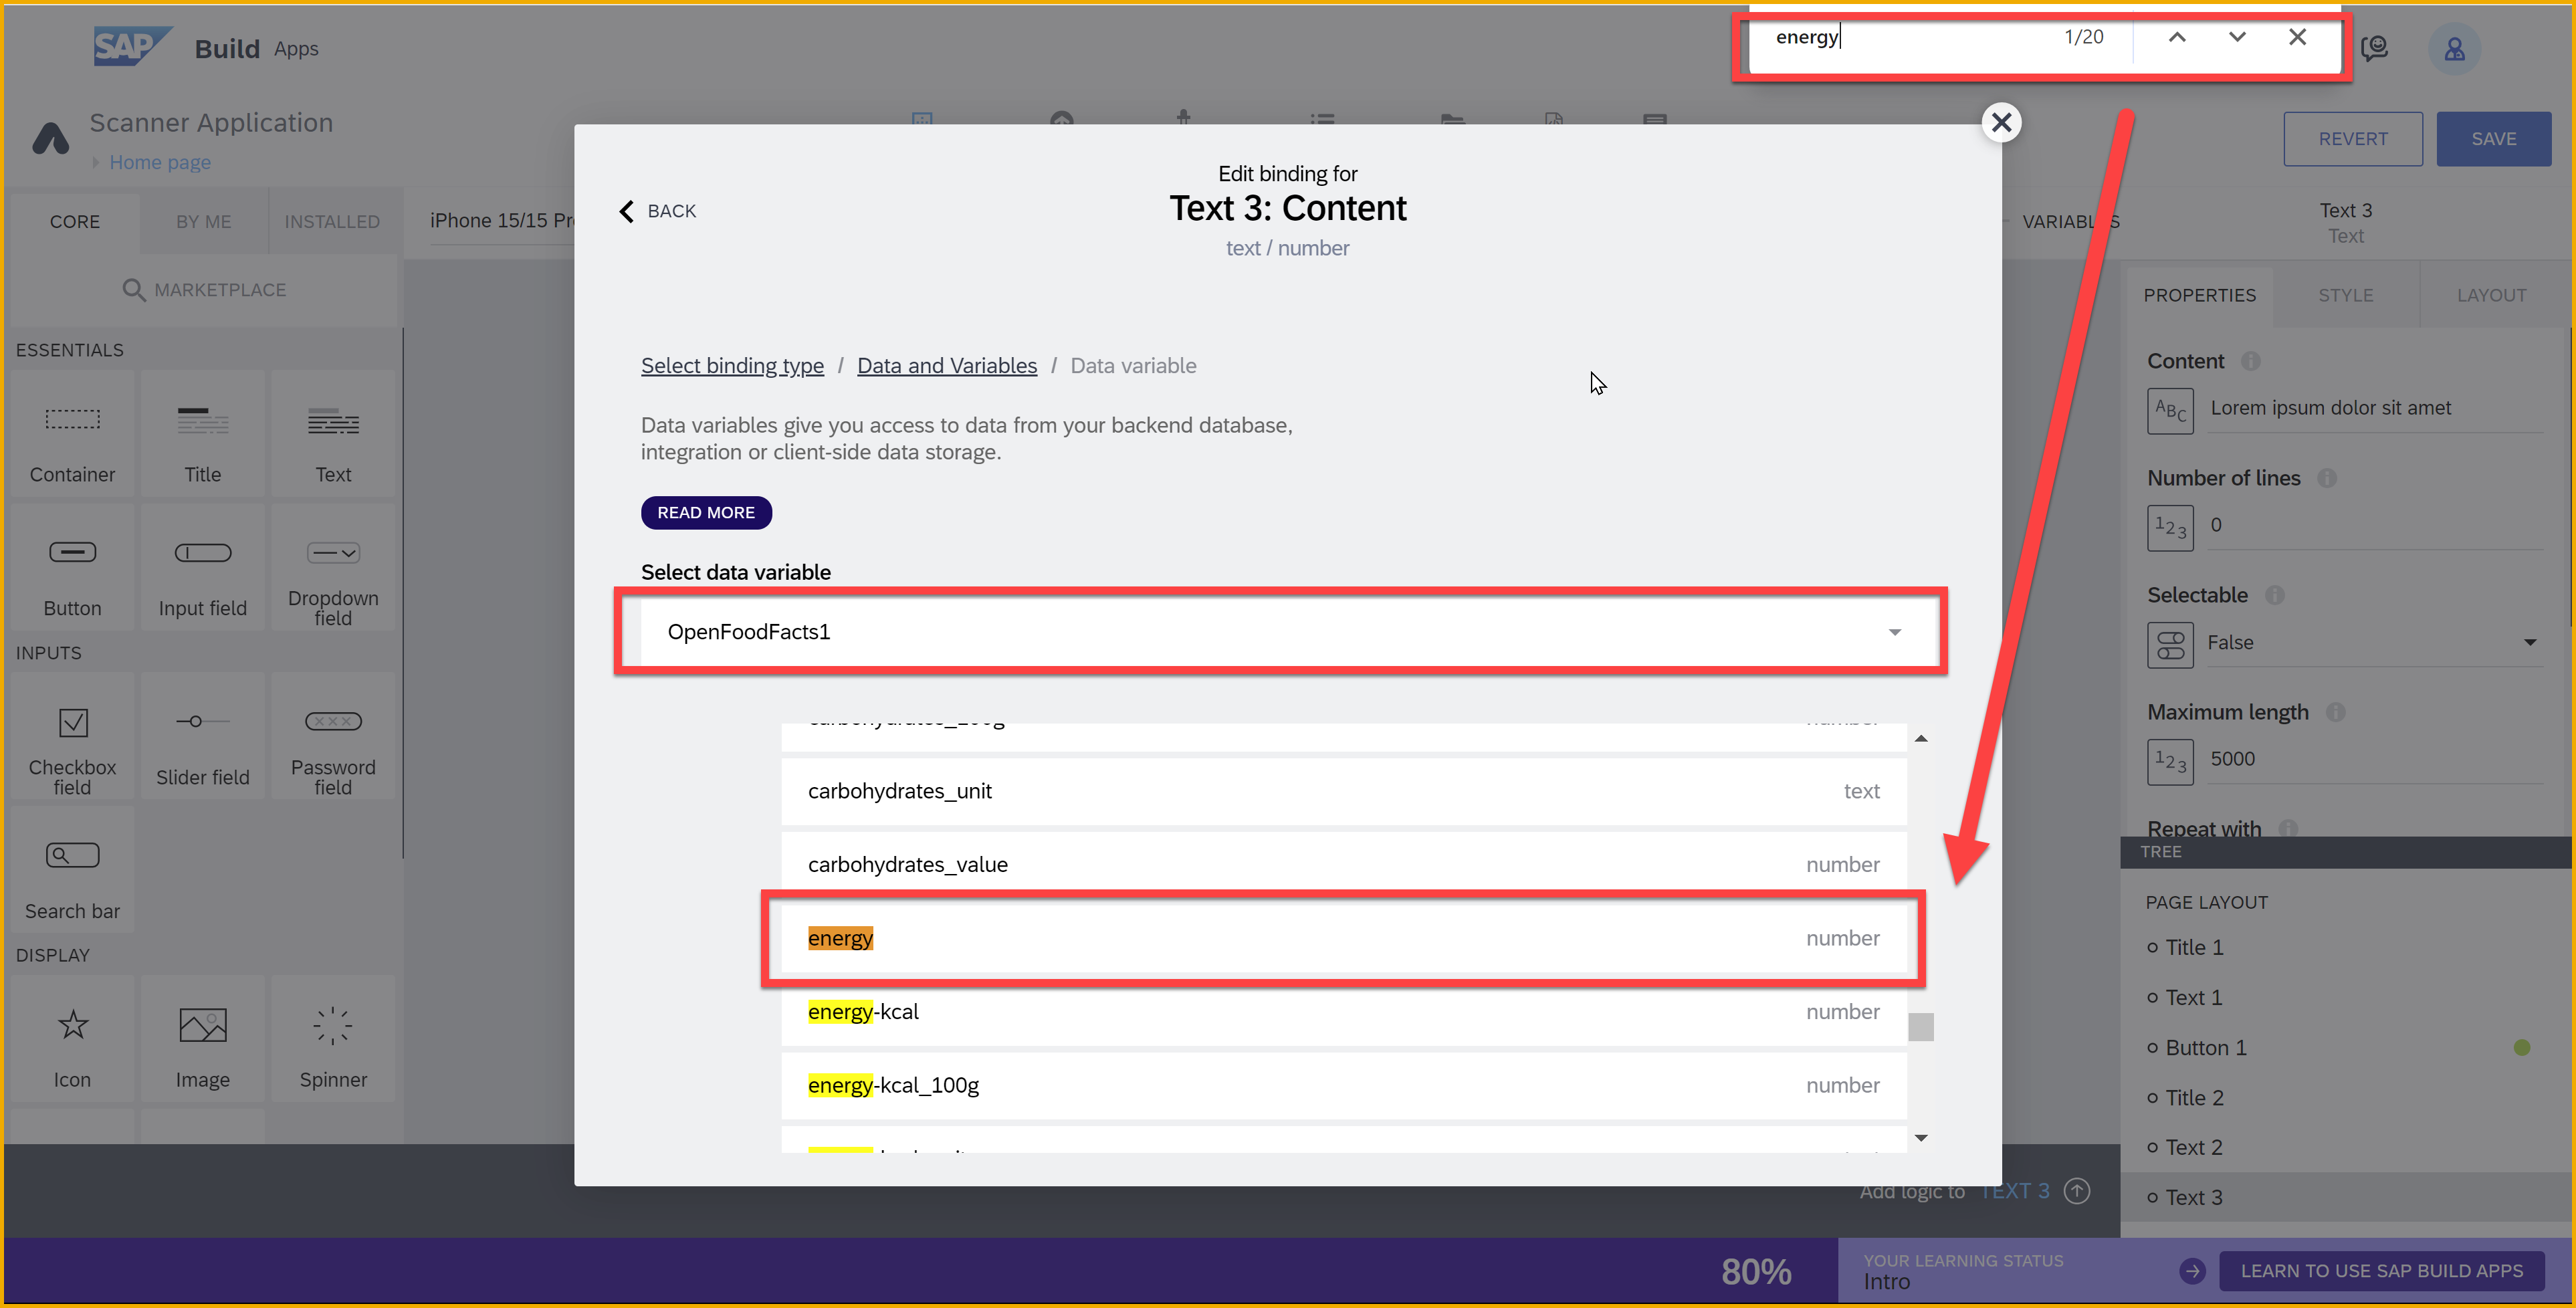 SAP Build Apps
energy 1/20
Scanner Application
Home page
REVERT
SAVE
CORE
BY ME
INSTALLED
MARKETPLACE
ESSENTIALS
Container
Title
Text
Button
Input field
Dropdown field
INPUTS
Checkbox field
Slider field
Password field
Search bar
DISPLAY
Icon
Image
Spinner
iPhone 15/15
BACK
Edit binding for
Text 3: Content
text / number
Select binding type / Data and Variables / Data variable
Data variables give you access to data from your backend database,
integration or client-side data storage.
READ MORE
Select data variable
OpenFoodFacts1
carbohydrates_100g number
carbohydrates_unit text
carbohydrates_value number
energy number
energy-kcal number
energy-kcal_100g number
VARIABLES
Text 3
Text
PROPERTIES
STYLE
LAYOUT
Content
ABC Lorem ipsum dolor sit amet
Number of lines
123 0
Selectable
False
Maximum length
123 5000
Repeat with
TREE
PAGE LAYOUT
Title 1
Text 1
Button 1
Title 2
Text 2
Text 3
Add logic to TEXT 3
80%
YOUR LEARNING STATUS
Intro
LEARN TO USE SAP BUILD APPS